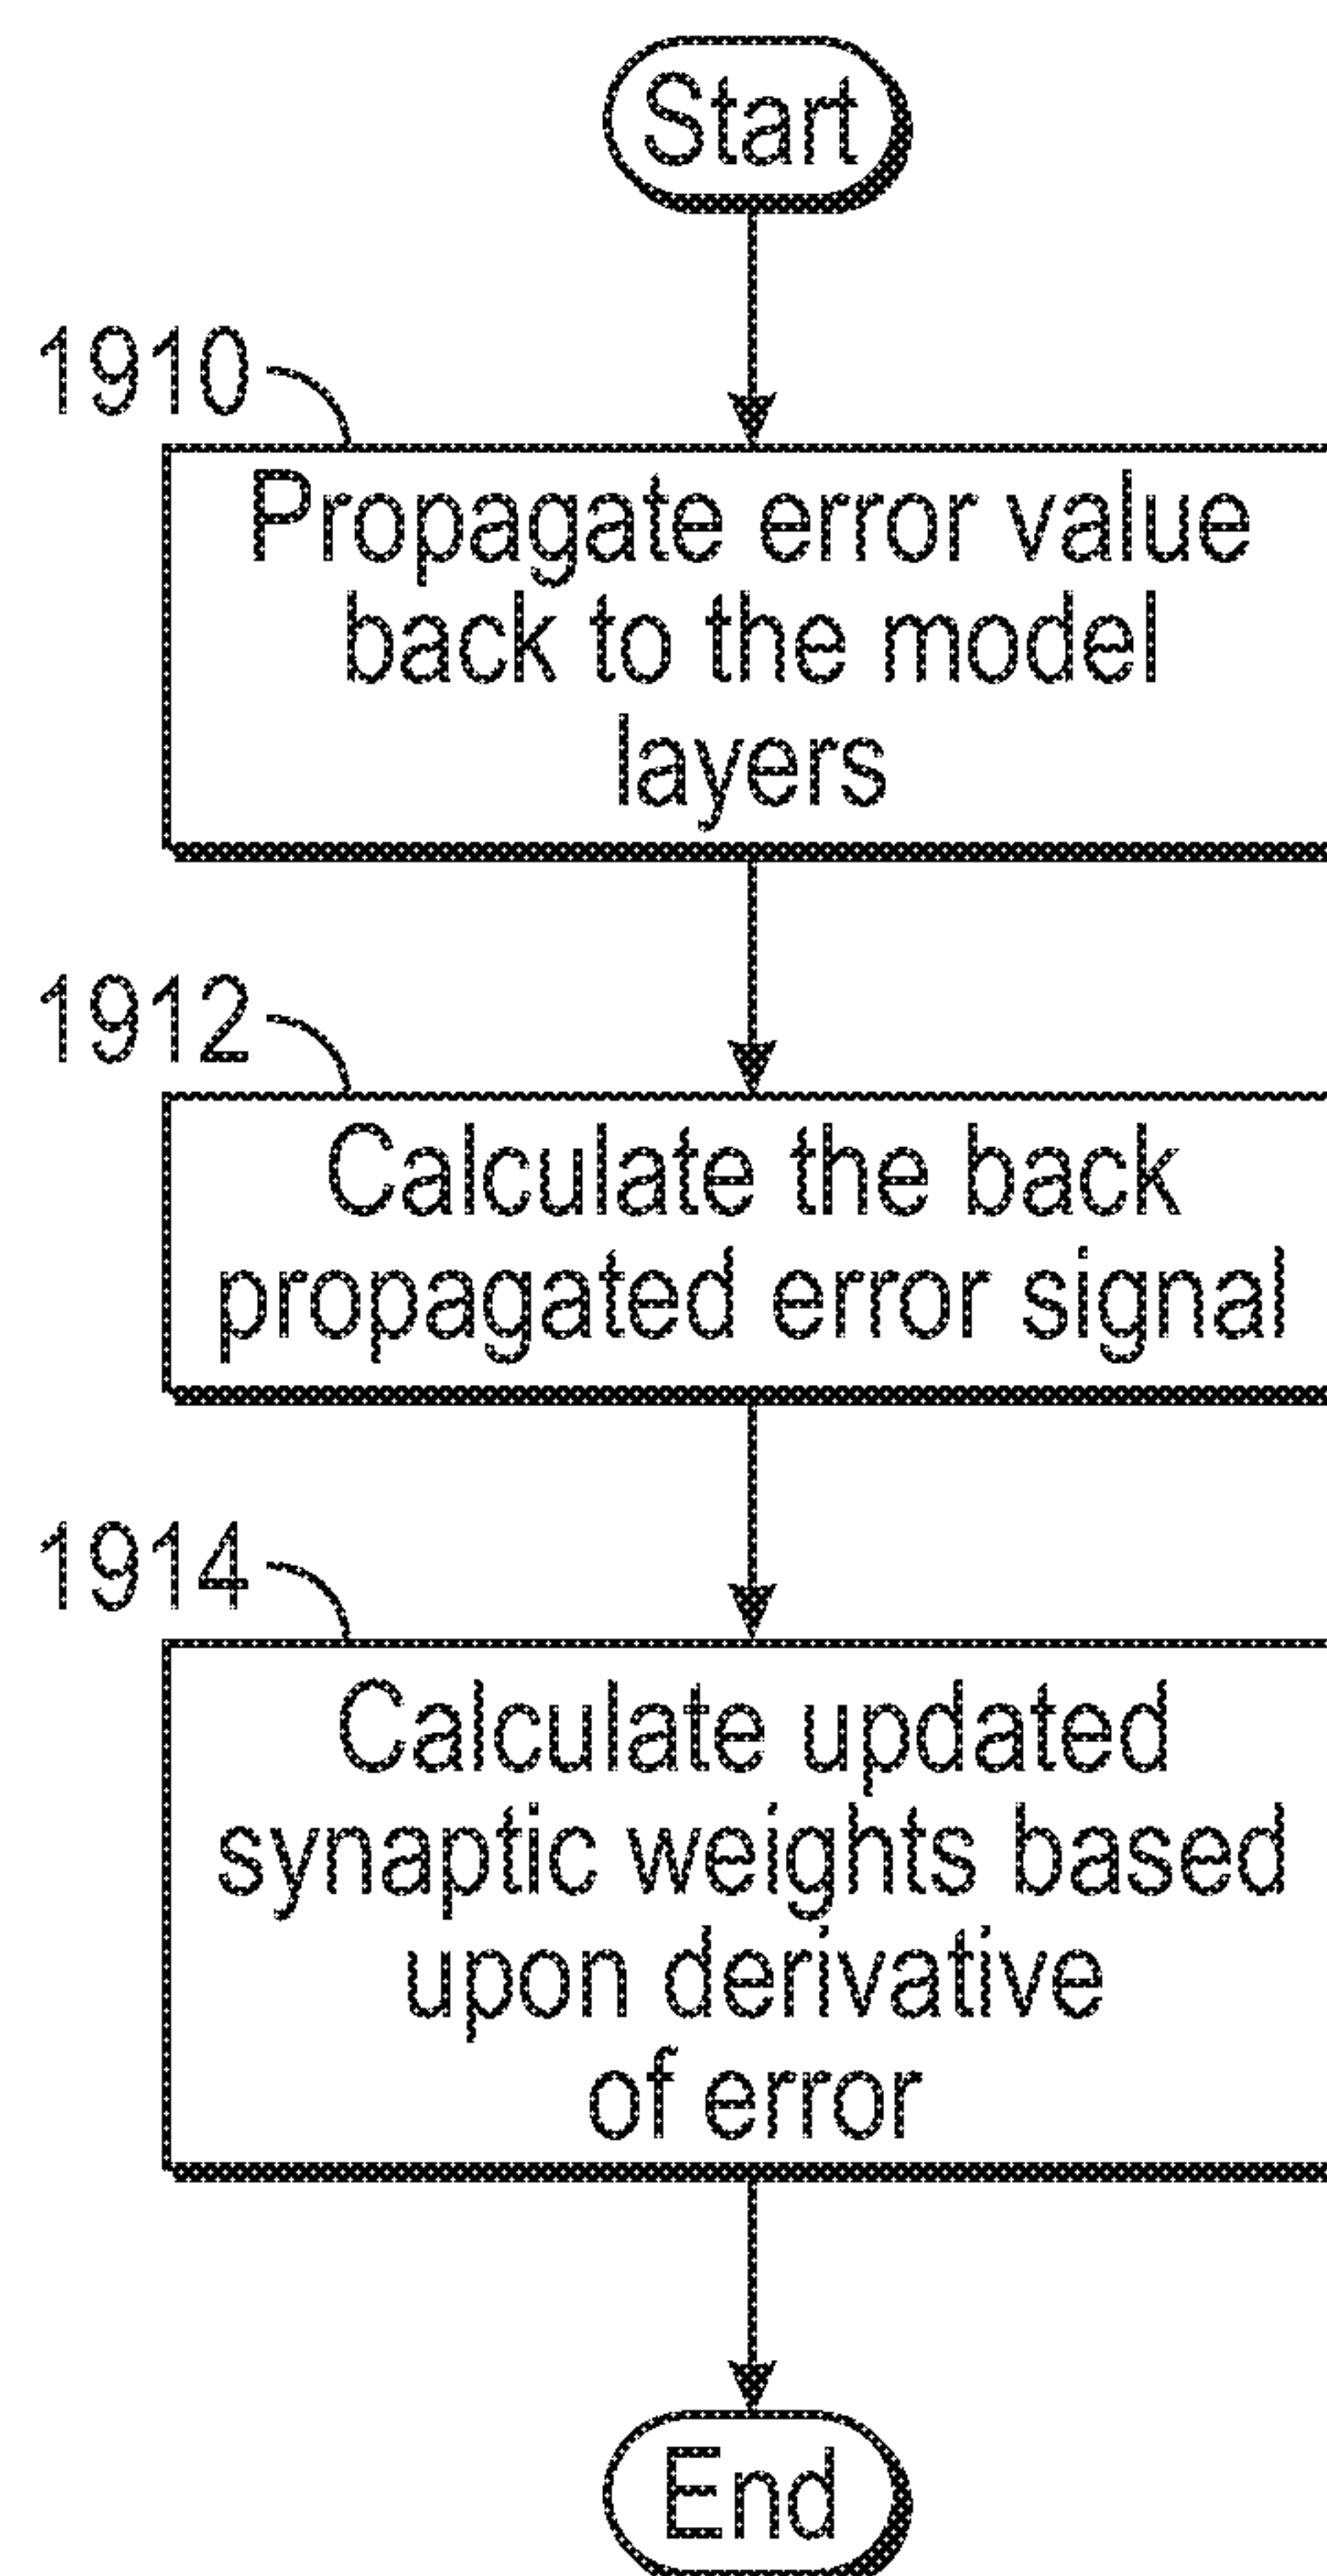 Start
1910
Propagate error value
back to the model
layers
1912
Calculate the back
propagated error signal
1914
Calculate updated
synaptic weights based
upon derivative
of error
End